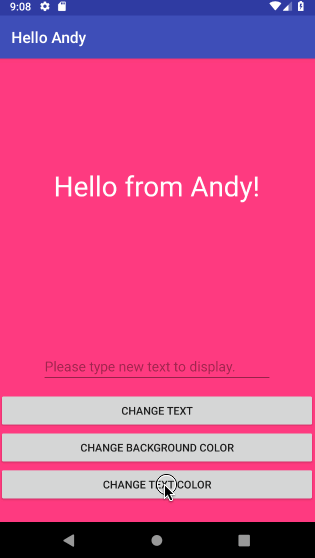 9:08
Hello Andy
Hello from Andy!
Please type new text to display.
CHANGE TEXT
CHANGE BACKGROUND COLOR
CHANGE TEXT COLOR